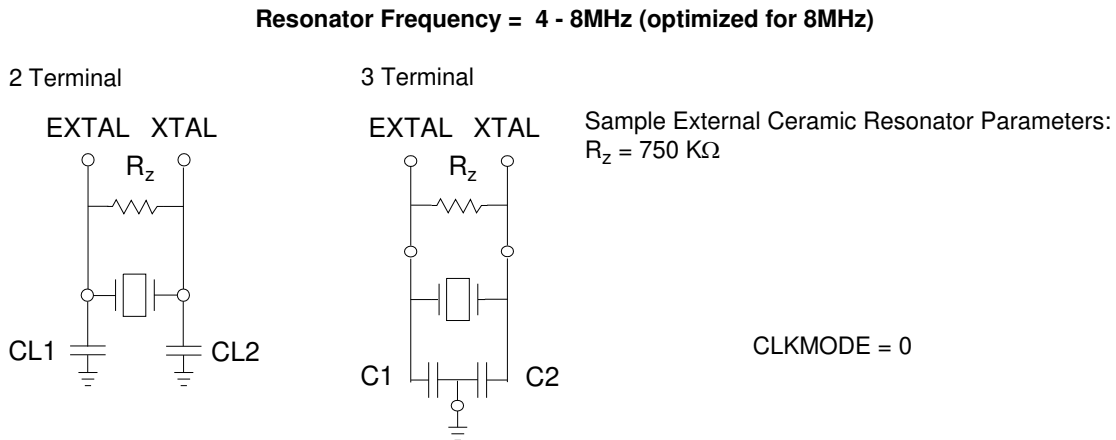 Resonator Frequency = 4 - 8MHz (optimized for 8MHz)
2 Terminal
EXTAL XTAL
Rz
CL1
CL2
3 Terminal
EXTAL XTAL
Rz
C1
C2
Sample External Ceramic Resonator Parameters:
Rz = 750 KΩ
CLKMODE = 0